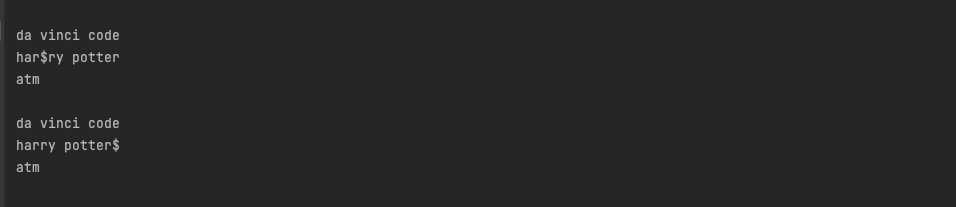 da vinci code
har$ry potter
atm
da vinci code
harry potter$
atm